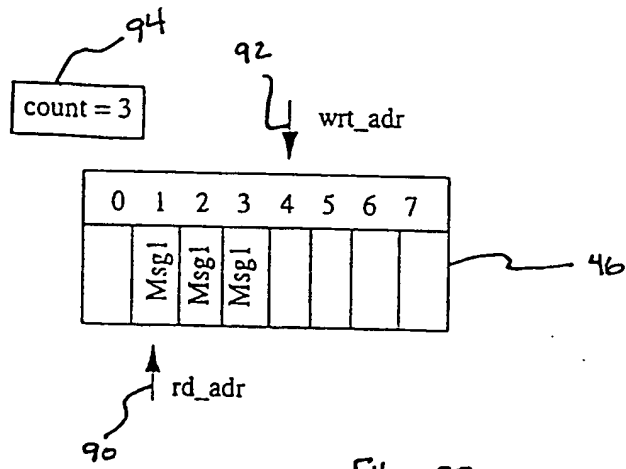 94
92
count = 3
wrt_adr
0 1 2 3 4 5 6 7
Msg1 Msg1 Msg1
46
rd_adr
90